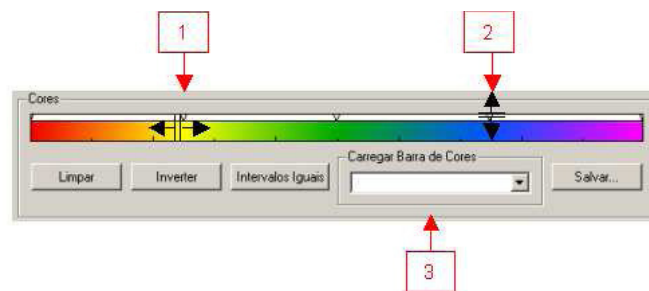 1 2
Cores
Carregar Barra de Cores
Limpar Inverter Intervalos Iguais Salvar...
3